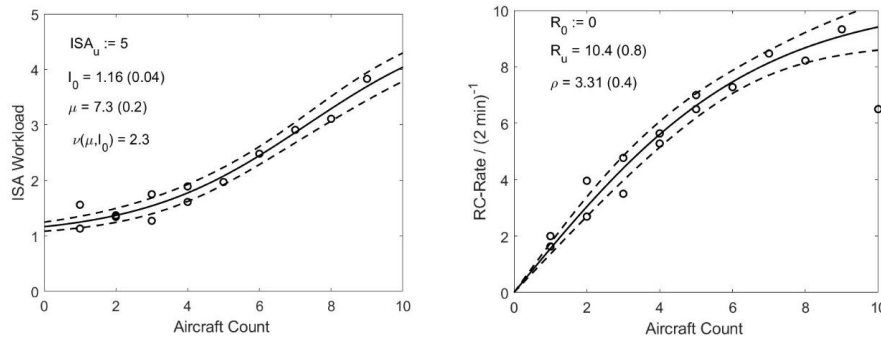 5
4
3
2
1
0
ISA Workload
ISA_u := 5
I_0 = 1.16 (0.04)
μ = 7.3 (0.2)
ν(μ,I_0) = 2.3
0 2 4 6 8 10
Aircraft Count
10
8
6
4
2
0
RC-Rate / (2 min)^-1
R_0 := 0
R_u = 10.4 (0.8)
ρ = 3.31 (0.4)
0 2 4 6 8 10
Aircraft Count